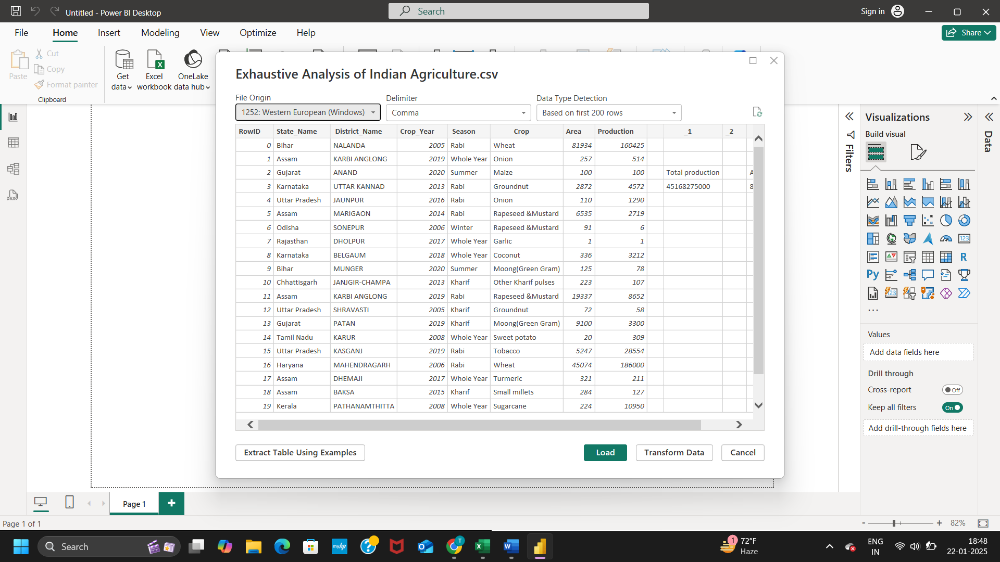 Untitled - Power BI Desktop
Search
Sign in
File
Home
Insert
Modeling
View
Optimize
Help
Share
Paste
Cut
Copy
Format painter
Clipboard
Get data
Excel workbook
OneLake data hub
Exhaustive Analysis of Indian Agriculture.csv
File Origin
Delimiter
Data Type Detection
1252: Western European (Windows)
Comma
Based on first 200 rows
RowID State_Name District_Name Crop_Year Season Crop Area Production _1 _2
0 Bihar NALANDA 2005 Rabi Wheat 81934 160425
1 Assam KARBI ANGLONG 2019 Whole Year Onion 257 514
2 Gujarat ANAND 2020 Summer Maize 100 100 Total production A
3 Karnataka UTTAR KANNAD 2013 Rabi Groundnut 2872 4572 45168275000 8
4 Uttar Pradesh JAUNPUR 2016 Rabi Onion 110 1290
5 Assam MARIGAON 2014 Rabi Rapeseed &Mustard 6535 2719
6 Odisha SONEPUR 2006 Winter Rapeseed &Mustard 91 6
7 Rajasthan DHOLPUR 2017 Whole Year Garlic 1 1
8 Karnataka BELGAUM 2018 Whole Year Coconut 336 3212
9 Bihar MUNGER 2020 Summer Moong(Green Gram) 125 78
10 Chhattisgarh JANJGIR-CHAMPA 2013 Kharif Other Kharif pulses 223 107
11 Assam KARBI ANGLONG 2019 Rabi Rapeseed &Mustard 19337 8652
12 Uttar Pradesh SHRAVASTI 2005 Kharif Groundnut 72 58
13 Gujarat PATAN 2019 Kharif Moong(Green Gram) 9100 3300
14 Tamil Nadu KARUR 2008 Whole Year Sweet potato 20 309
15 Uttar Pradesh KASGANJ 2019 Rabi Tobacco 5247 28554
16 Haryana MAHENDRAGARH 2006 Rabi Wheat 45074 186000
17 Assam DHEMAJI 2017 Whole Year Turmeric 321 211
18 Assam BAKSA 2015 Kharif Small millets 284 127
19 Kerala PATHANAMTHITTA 2008 Whole Year Sugarcane 224 10950
Extract Table Using Examples
Load
Transform Data
Cancel
Filters
Visualizations
Build visual
123
R
Py
123
...
Values
Add data fields here
Drill through
Cross-report
Off
Keep all filters
On
Add drill-through fields here
Data
DAX
Page 1
+
Page 1 of 1
- + 82%
Search
myhp
T
1
72°F
Haze
ENG
IN
18:48
22-01-2025